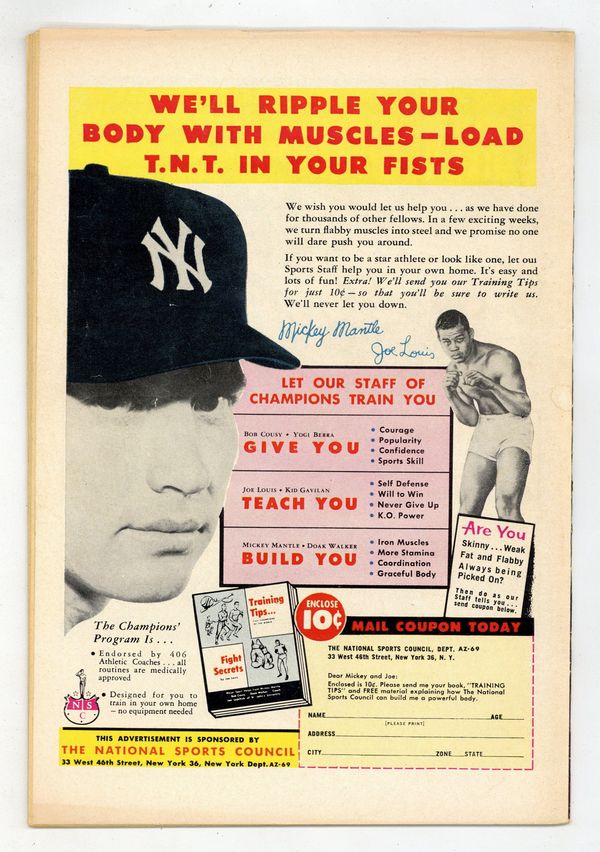 WE'LL RIPPLE YOUR
BODY WITH MUSCLES—LOAD
T.N.T. IN YOUR FISTS
We wish you would let us help you . . . as we have done
for thousands of other fellows. In a few exciting weeks,
we turn flabby muscles into steel and we promise no one
will dare push you around.
If you want to be a star athlete or look like one, let our
Sports Staff help you in your own home. It's easy and
lots of fun! Extra! We'll send you our Training Tips
for just 10¢—so that you'll be sure to write us.
We'll never let you down.
NY
Mickey Mantle
Joe Louis
LET OUR STAFF OF
CHAMPIONS TRAIN YOU
BOB COUSY • YOGI BERRA
GIVE YOU
• Courage
• Popularity
• Confidence
• Sports Skill
JOE LOUIS • KID GAVILAN
TEACH YOU
• Self Defense
• Will to Win
• Never Give Up
• K.O. Power
MICKEY MANTLE • DOAK WALKER
BUILD YOU
• Iron Muscles
• More Stamina
• Coordination
• Graceful Body
Are You
Skinny...Weak
Fat and Flabby
Always being
Picked On?
Then do as our
Staff tells you...
send coupon below.
The Champions'
Program Is . . .
• Endorsed by 406
Athletic Coaches . . . all
routines are medically
approved
• Designed for you to
train in your own home
— no equipment needed
NSC
Training
Tips...
Fight
Secrets
ENCLOSE
10¢
MAIL COUPON TODAY
THE NATIONAL SPORTS COUNCIL, DEPT. AZ-69
33 West 46th Street, New York 36, N. Y.
Dear Mickey and Joe:
Enclosed is 10¢. Please send me your book, "TRAINING
TIPS" and FREE material explaining how The National
Sports Council can build me a powerful body.
NAME AGE
[PLEASE PRINT]
ADDRESS
CITY ZONE STATE
THIS ADVERTISEMENT IS SPONSORED BY
THE NATIONAL SPORTS COUNCIL
33 West 46th Street, New York 36, New York Dept. AZ-69